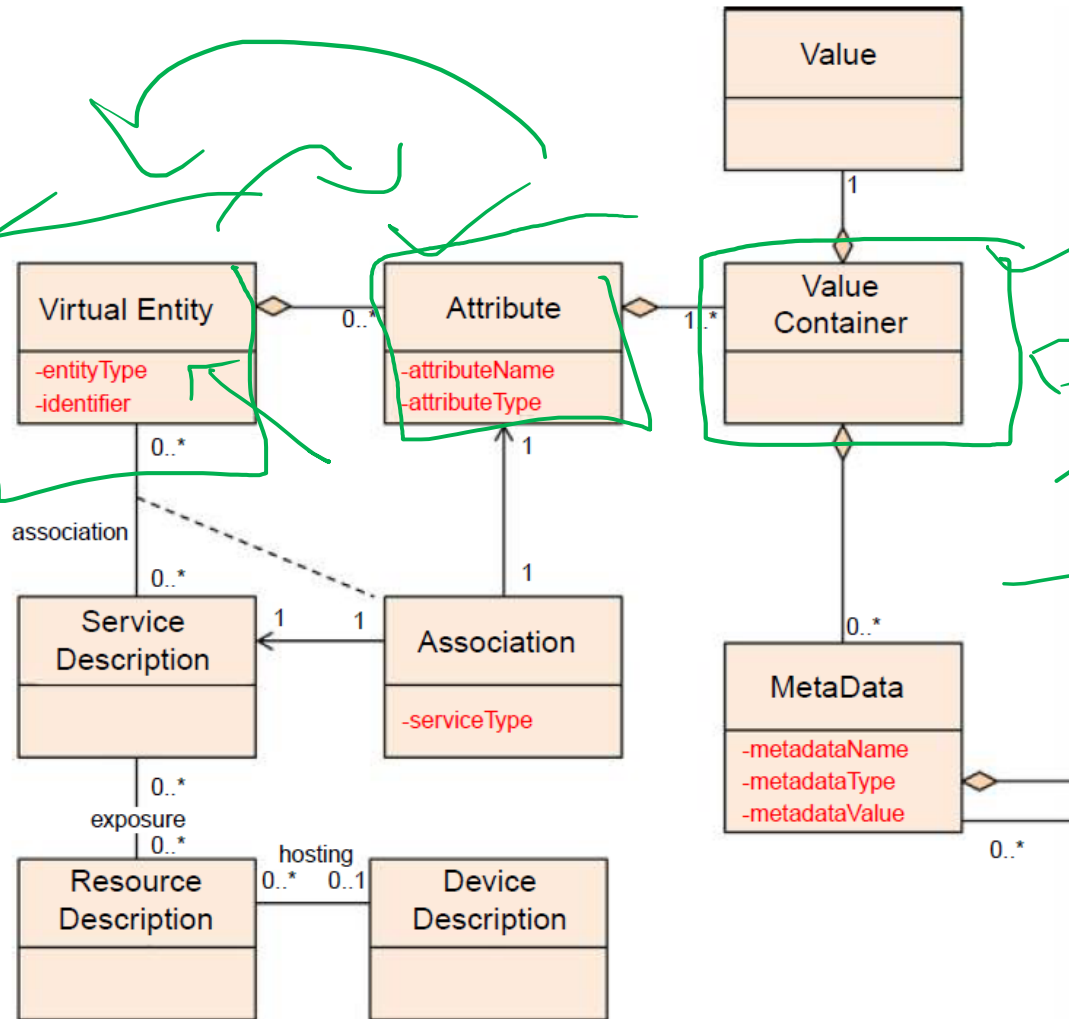 Value
1
Virtual Entity
-entityType
-identifier
0..*
Attribute
-attributeName
-attributeType
1..*
Value
Container
0..*
1
association
0..*
1
Service
Description
1
1
Association
-serviceType
0..*
MetaData
-metadataName
-metadataType
-metadataValue
0..*
0..*
exposure
0..*
hosting
0..*
0..1
Resource
Description
Device
Description